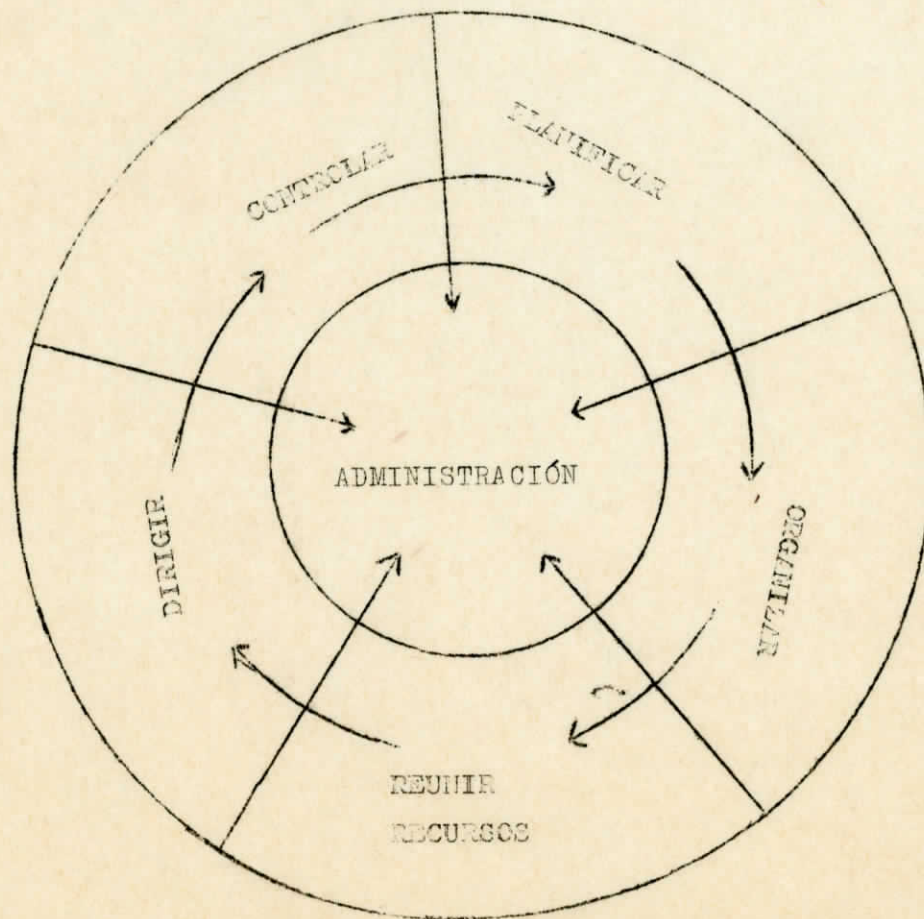 CONTROLAR
PLANIFICAR
ADMINISTRACIÓN
DIRIGIR
ORGANIZAR
REUNIR
RECURSOS